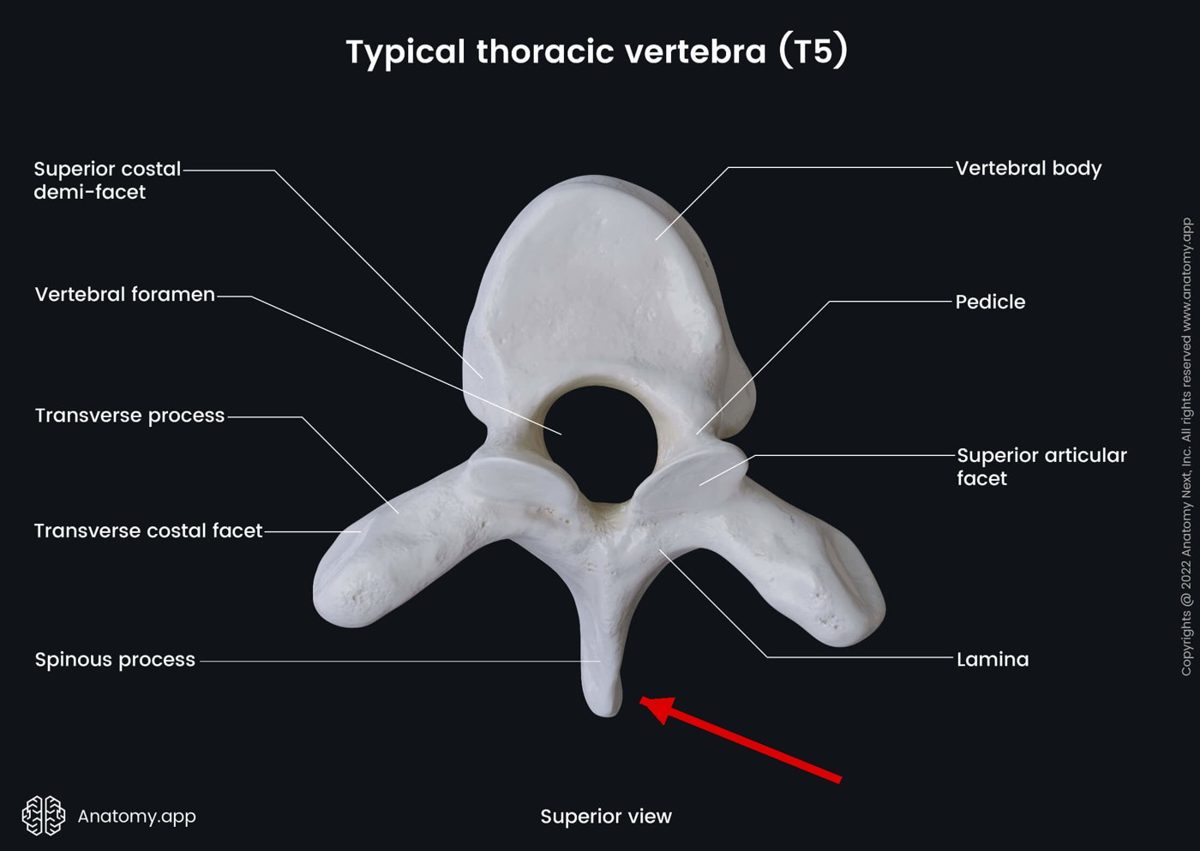 Typical thoracic vertebra (T5)
Superior costal
demi-facet
Vertebral foramen
Transverse process
Transverse costal facet
Spinous process
Vertebral body
Pedicle
Superior articular
facet
Lamina
Copyrights @ 2022 Anatomy Next, Inc. All rights reserved www.anatomy.app
Anatomy.app
Superior view